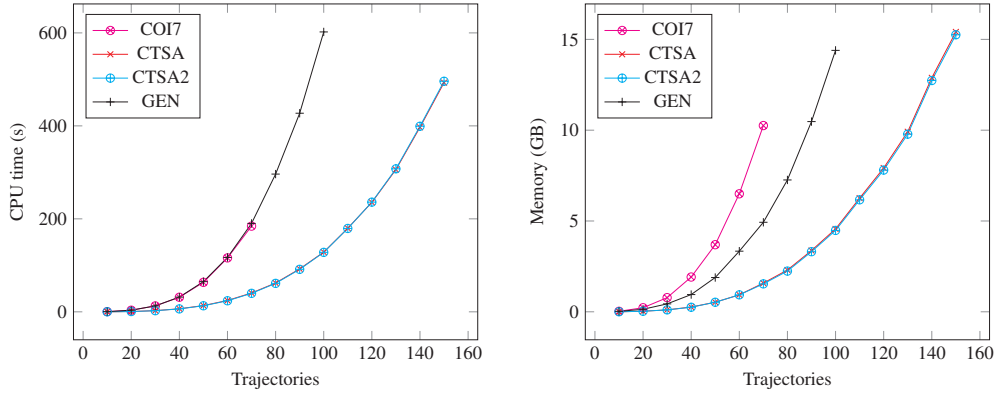 COI7
CTSA
CTSA2
GEN
600
400
200
0
CPU time (s)
0 20 40 60 80 100 120 140 160
Trajectories
COI7
CTSA
CTSA2
GEN
15
10
5
0
Memory (GB)
0 20 40 60 80 100 120 140 160
Trajectories